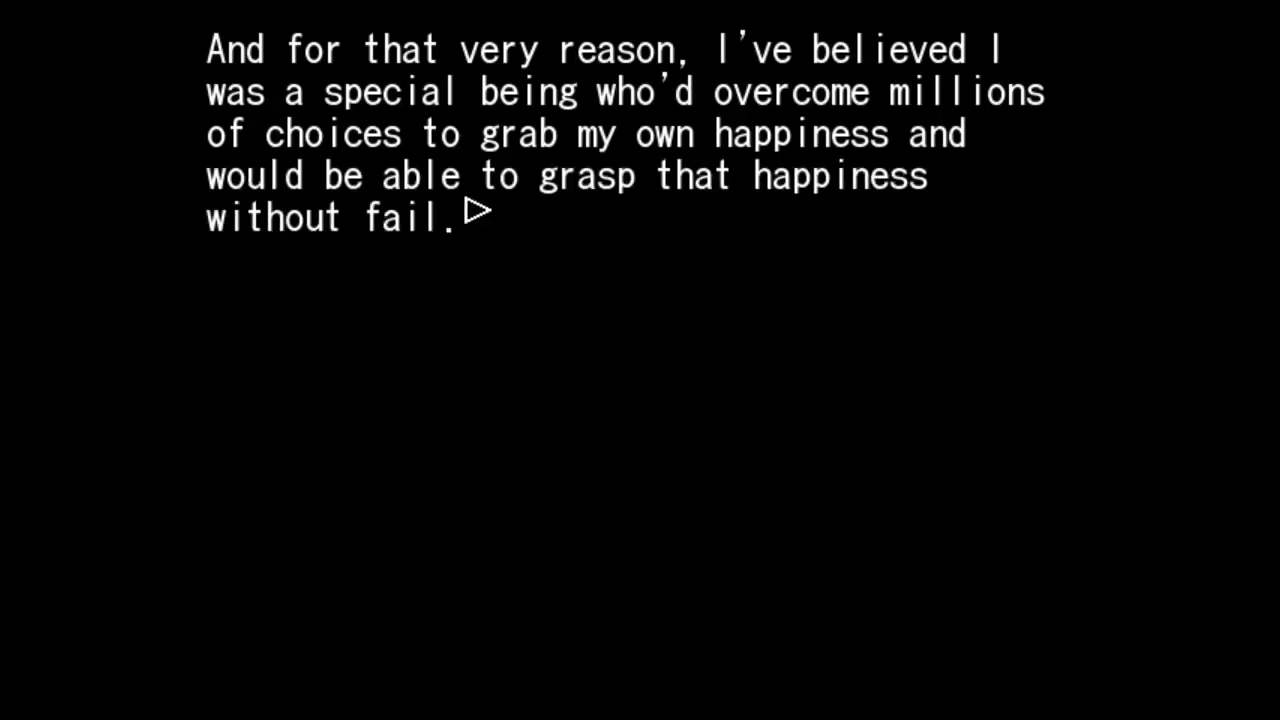 And for that very reason, I've believed I
was a special being who'd overcome millions
of choices to grab my own happiness and
would be able to grasp that happiness
without fail.